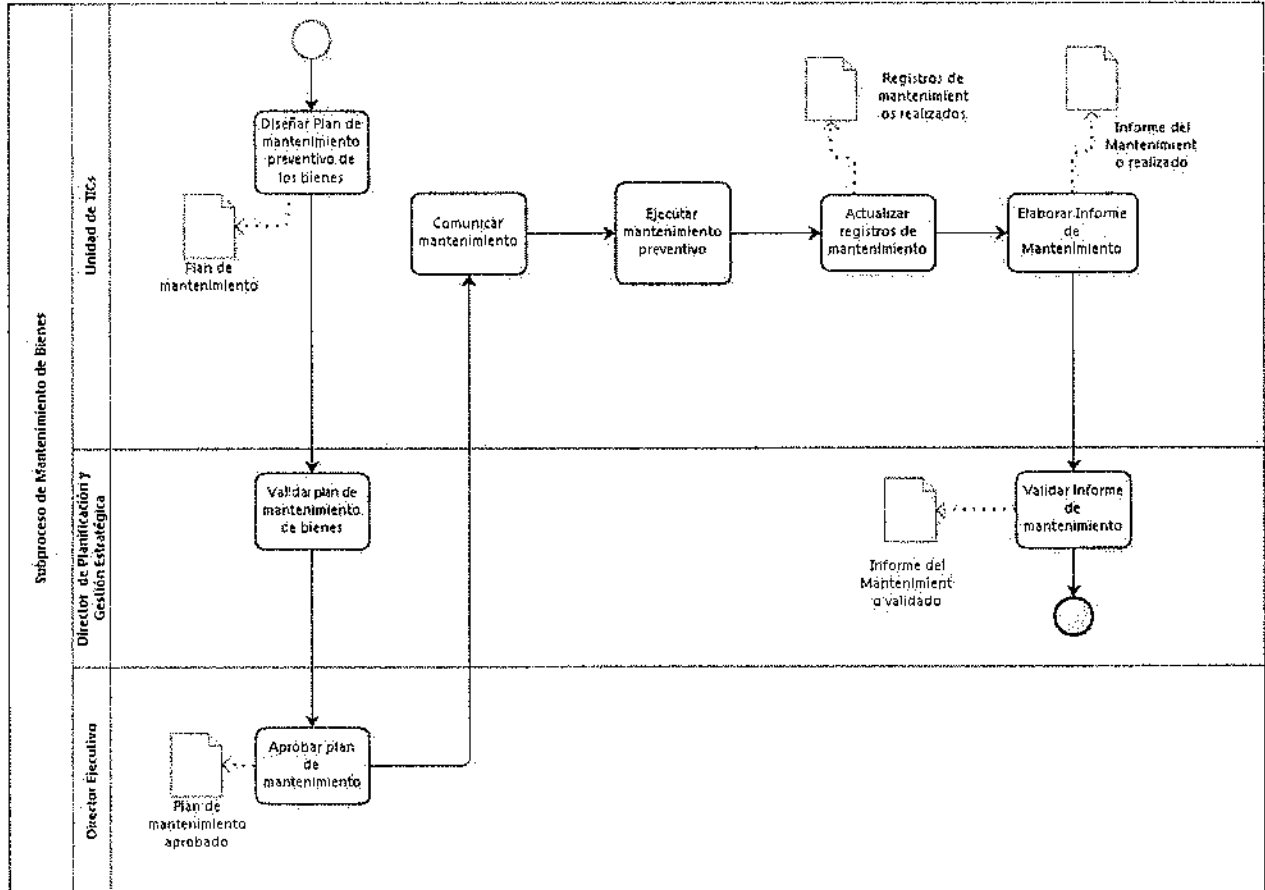 Subproceso de Mantenimiento de Bienes
Unidad de TICs
Diseñar Plan de
mantenimiento
preventivo de
los bienes
Plan de
mantenimiento
Comunicar
mantenimiento
Ejecutar
mantenimiento
preventivo
Actualizar
registros de
mantenimiento
Registros de
mantenimient
os realizados
Elaborar Informe
de
Mantenimiento
Informe del
Mantenimient
o realizado
Director de Planificación y
Gestión Estratégica
Validar plan de
mantenimiento
de bienes
Informe del
Mantenimient
o validado
Validar Informe
de
mantenimiento
Director Ejecutivo
Aprobar plan
de
mantenimiento
Plan de
mantenimiento
aprobado